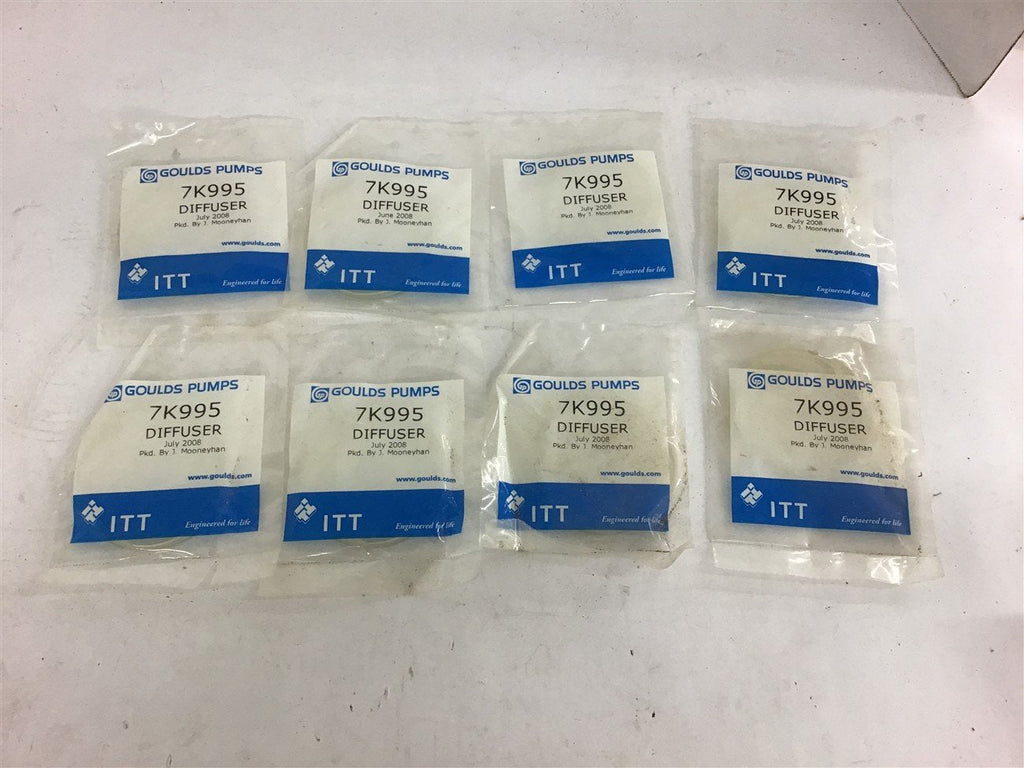 GOULDS PUMPS
7K995
DIFFUSER
July 2008
Pkd. By J. Mooneyhan
www.goulds.com
ITT
Engineered for life
GOULDS PUMPS
7K995
DIFFUSER
June 2008
Pkd. By J. Mooneyhan
www.goulds.com
ITT
Engineered for life
GOULDS PUMPS
7K995
DIFFUSER
July 2008
Pkd. By J. Mooneyhan
www.goulds.com
ITT
Engineered for life
GOULDS PUMPS
7K995
DIFFUSER
July 2008
Pkd. By J. Mooneyhan
www.goulds.com
ITT
Engineered for life
GOULDS PUMPS
7K995
DIFFUSER
July 2008
Pkd. By J. Mooneyhan
www.goulds.com
ITT
Engineered for life
GOULDS PUMPS
7K995
DIFFUSER
July 2008
Pkd. By J. Mooneyhan
www.goulds.com
ITT
Engineered for life
GOULDS PUMPS
7K995
DIFFUSER
July 2008
Pkd. By J. Mooneyhan
www.goulds.com
ITT
Engineered for life
GOULDS PUMPS
7K995
DIFFUSER
July 2008
Pkd. By J. Mooneyhan
www.goulds.com
ITT
Engineered for life